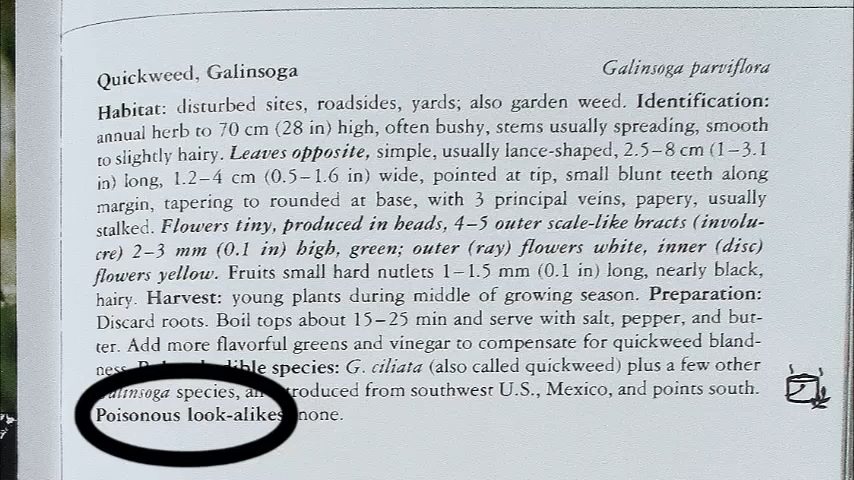 Quickweed, Galinsoga Galinsoga parviflora
Habitat: disturbed sites, roadsides, yards; also garden weed. Identification:
annual herb to 70 cm (28 in) high, often bushy, stems usually spreading, smooth
to slightly hairy. Leaves opposite, simple, usually lance-shaped, 2.5–8 cm (1–3.1
in) long, 1.2–4 cm (0.5–1.6 in) wide, pointed at tip, small blunt teeth along
margin, tapering to rounded at base, with 3 principal veins, papery, usually
stalked. Flowers tiny, produced in heads, 4–5 outer scale-like bracts (involu-
cre) 2–3 mm (0.1 in) high, green; outer (ray) flowers white, inner (disc)
flowers yellow. Fruits small hard nutlets 1–1.5 mm (0.1 in) long, nearly black,
hairy. Harvest: young plants during middle of growing season. Preparation:
Discard roots. Boil tops about 15–25 min and serve with salt, pepper, and but-
ter. Add more flavorful greens and vinegar to compensate for quickweed bland-
ness. species: G. ciliata (also called quickweed) plus a few other
Galinsoga species, from southwest U.S., Mexico, and points south.
Poisonous look-alikes none.